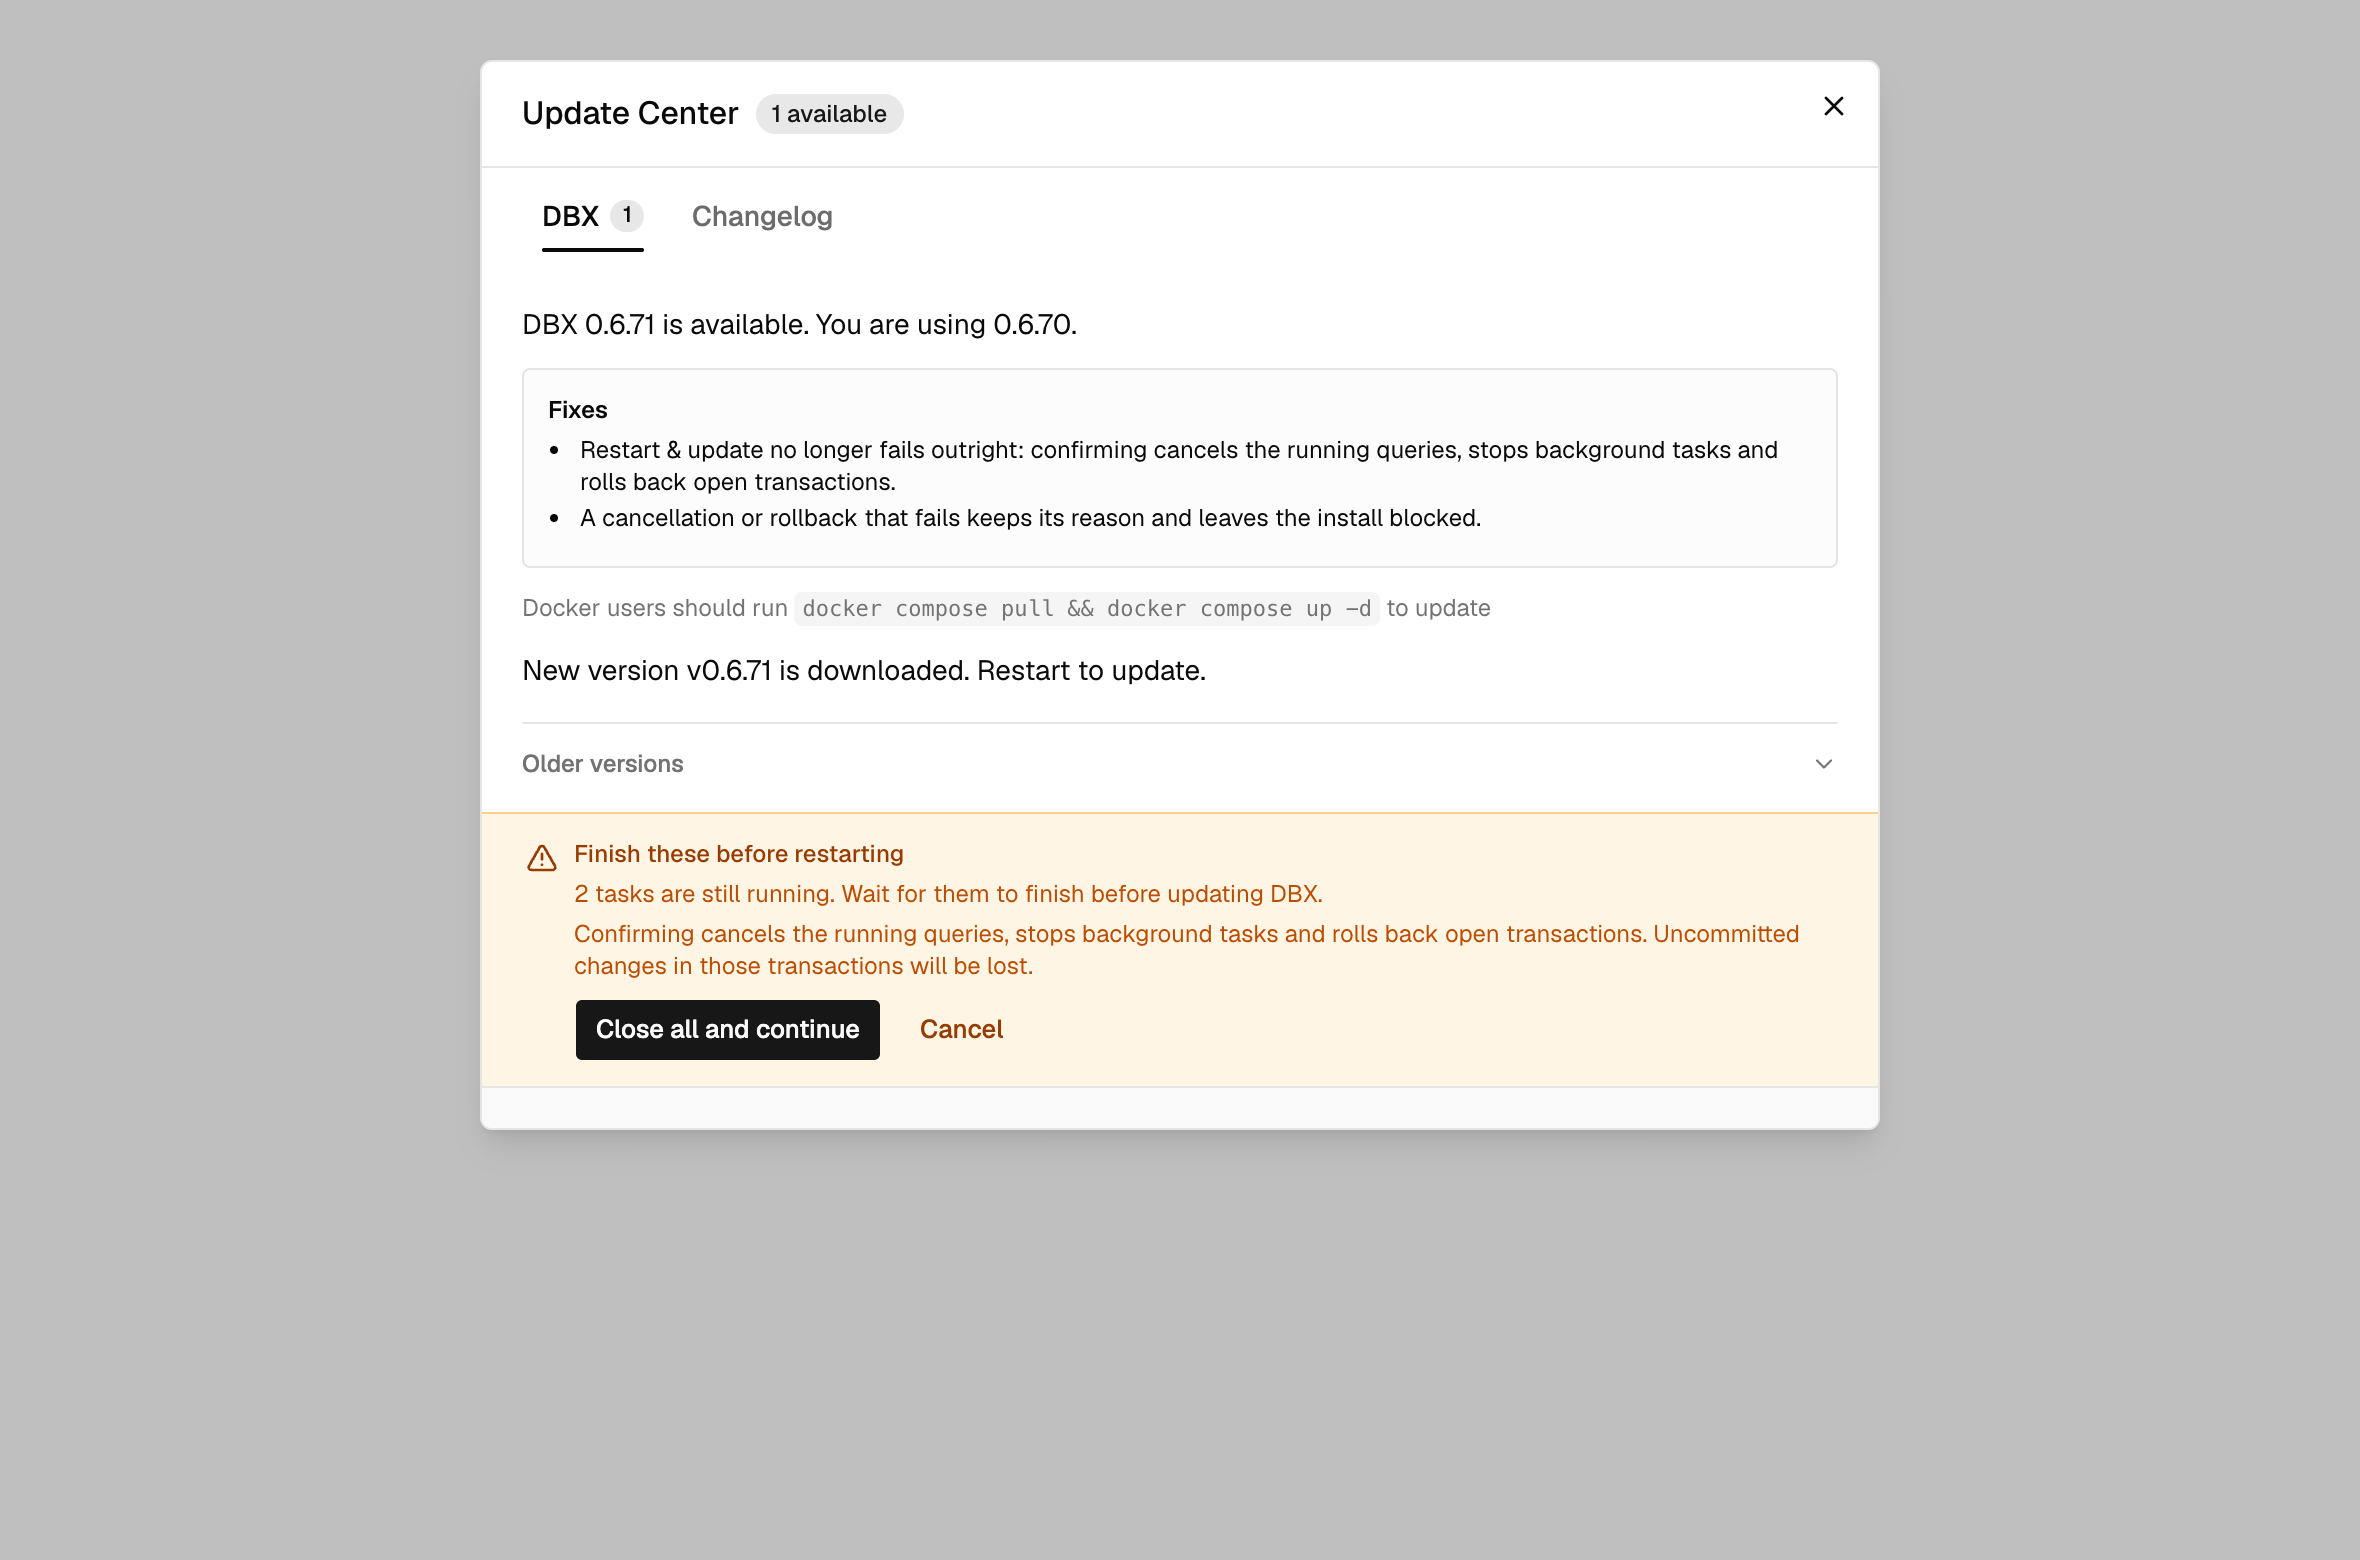 Update Center 1 available
DBX 1 Changelog
DBX 0.6.71 is available. You are using 0.6.70.
Fixes
• Restart & update no longer fails outright: confirming cancels the running queries, stops background tasks and
rolls back open transactions.
• A cancellation or rollback that fails keeps its reason and leaves the install blocked.
Docker users should run docker compose pull && docker compose up -d to update
New version v0.6.71 is downloaded. Restart to update.
Older versions
Finish these before restarting
2 tasks are still running. Wait for them to finish before updating DBX.
Confirming cancels the running queries, stops background tasks and rolls back open transactions. Uncommitted
changes in those transactions will be lost.
Close all and continue Cancel